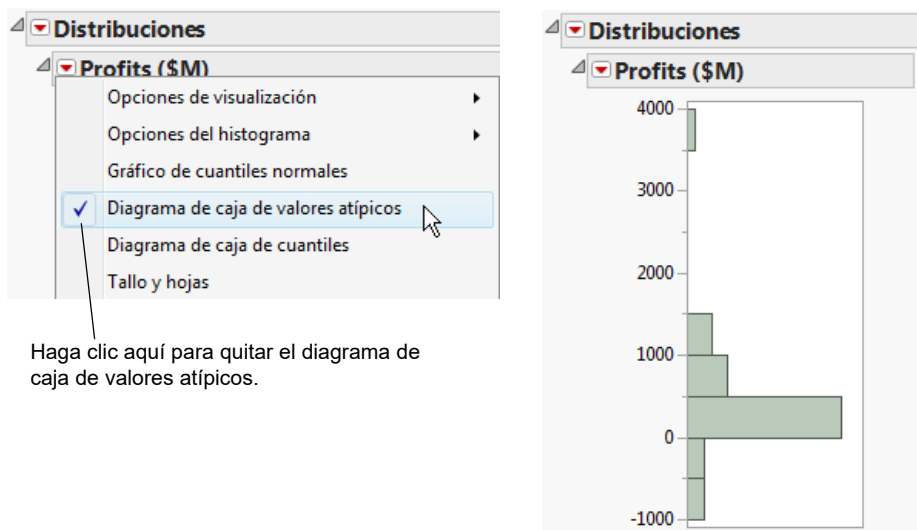 Distribuciones
Profits ($M)
Opciones de visualización
Opciones del histograma
Gráfico de cuantiles normales
Diagrama de caja de valores atípicos
Diagrama de caja de cuantiles
Tallo y hojas
Haga clic aquí para quitar el diagrama de
caja de valores atípicos.
Distribuciones
Profits ($M)
4000
3000
2000
1000
0
-1000